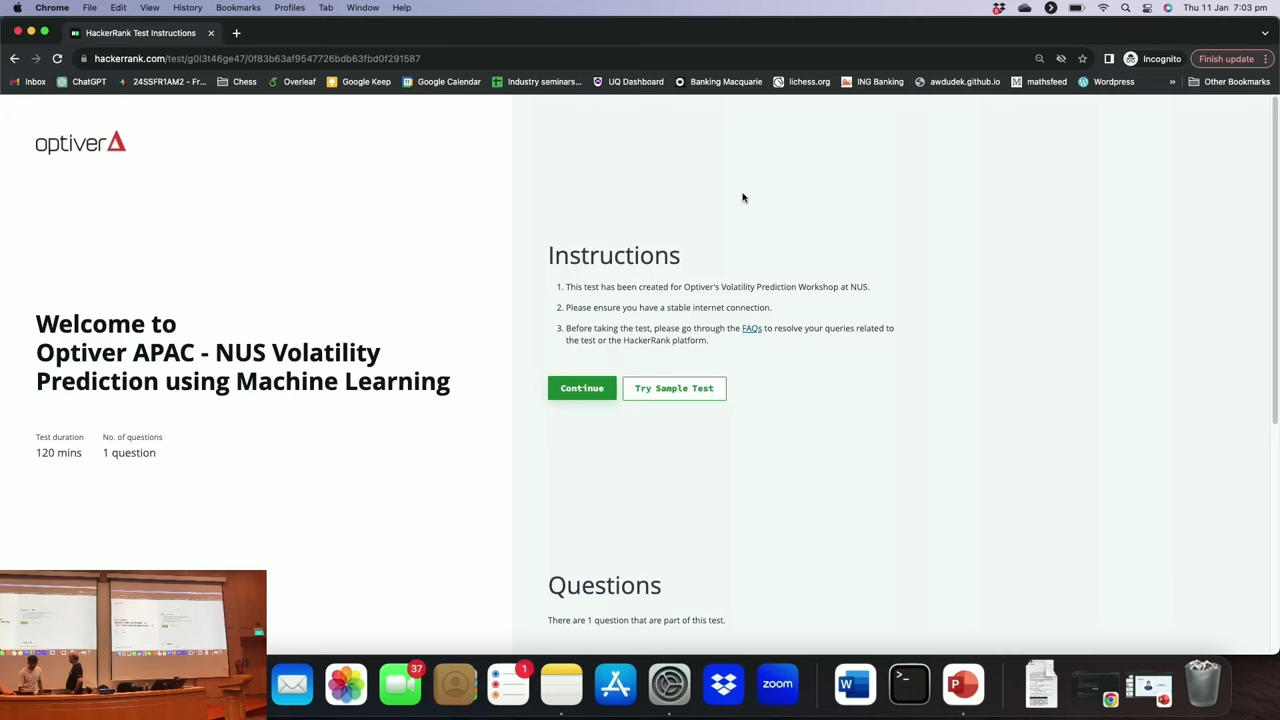 Chrome File Edit View History Bookmarks Profiles Tab Window Help
Thu 11 Jan 7:03 pm
HackerRank Test Instructions
hackerrank.com/test/g0l3t46ge47/0f83b63af9547726bdb63fbd0f291587
Incognito
Finish update
Inbox ChatGPT 24SSFR1AM2 - Fr... Chess Overleaf Google Keep Google Calendar Industry seminars... UQ Dashboard Banking Macquarie lichess.org ING Banking awdudek.github.io mathsfeed Wordpress » Other Bookmarks
optiver
Welcome to
Optiver APAC - NUS Volatility
Prediction using Machine Learning
Test duration No. of questions
120 mins 1 question
Instructions
1. This test has been created for Optiver's Volatility Prediction Workshop at NUS.
2. Please ensure you have a stable internet connection.
3. Before taking the test, please go through the FAQs to resolve your queries related to
the test or the HackerRank platform.
Continue Try Sample Test
Questions
There are 1 question that are part of this test.
37
1
zoom
W
>_
P